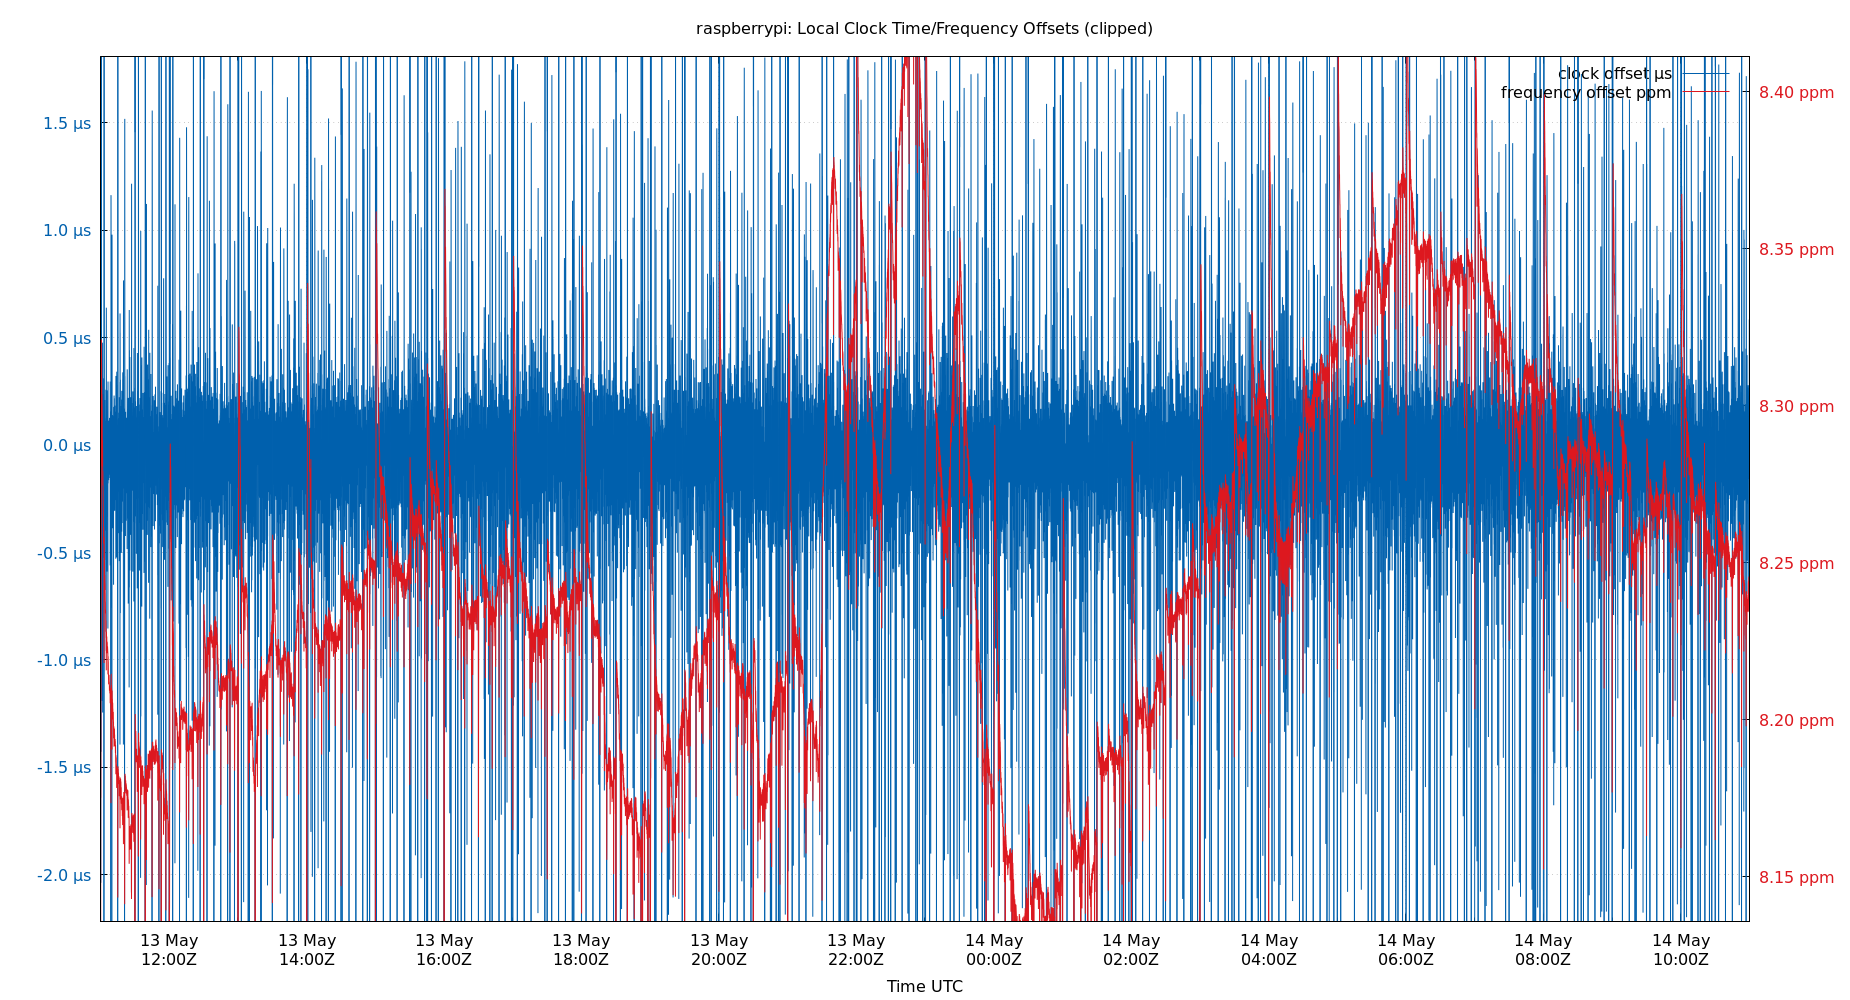 raspberrypi: Local Clock Time/Frequency Offsets (clipped)
clock offset µs
frequency offset ppm
1.5 µs
1.0 µs
0.5 µs
0.0 µs
-0.5 µs
-1.0 µs
-1.5 µs
-2.0 µs
8.40 ppm
8.35 ppm
8.30 ppm
8.25 ppm
8.20 ppm
8.15 ppm
13 May 13 May 13 May 13 May 13 May 13 May 14 May 14 May 14 May 14 May 14 May 14 May
12:00Z 14:00Z 16:00Z 18:00Z 20:00Z 22:00Z 00:00Z 02:00Z 04:00Z 06:00Z 08:00Z 10:00Z
Time UTC